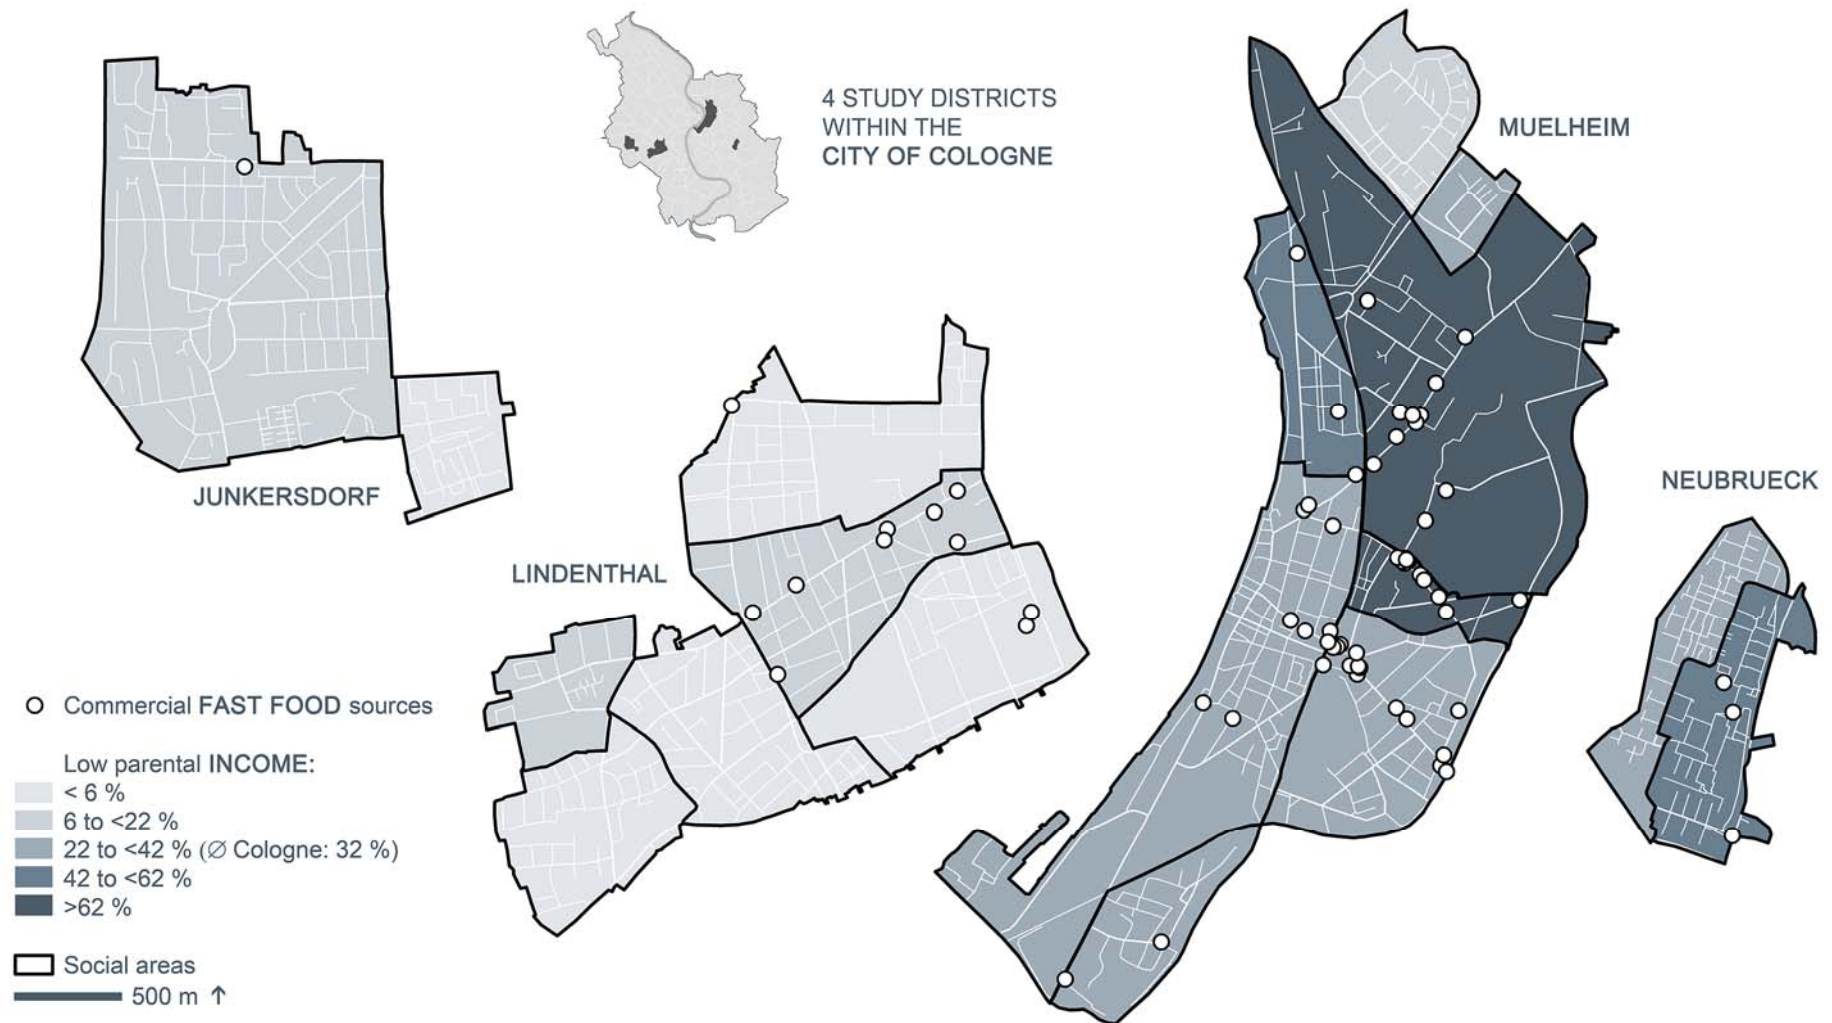 4 STUDY DISTRICTS
WITHIN THE
CITY OF COLOGNE
MUELHEIM
JUNKERSDORF
LINDENTHAL
NEUBRUECK
Commercial FAST FOOD sources
Low parental INCOME:
< 6 %
6 to <22 %
22 to <42 % (∅ Cologne: 32 %)
42 to <62 %
>62 %
Social areas
500 m ↑